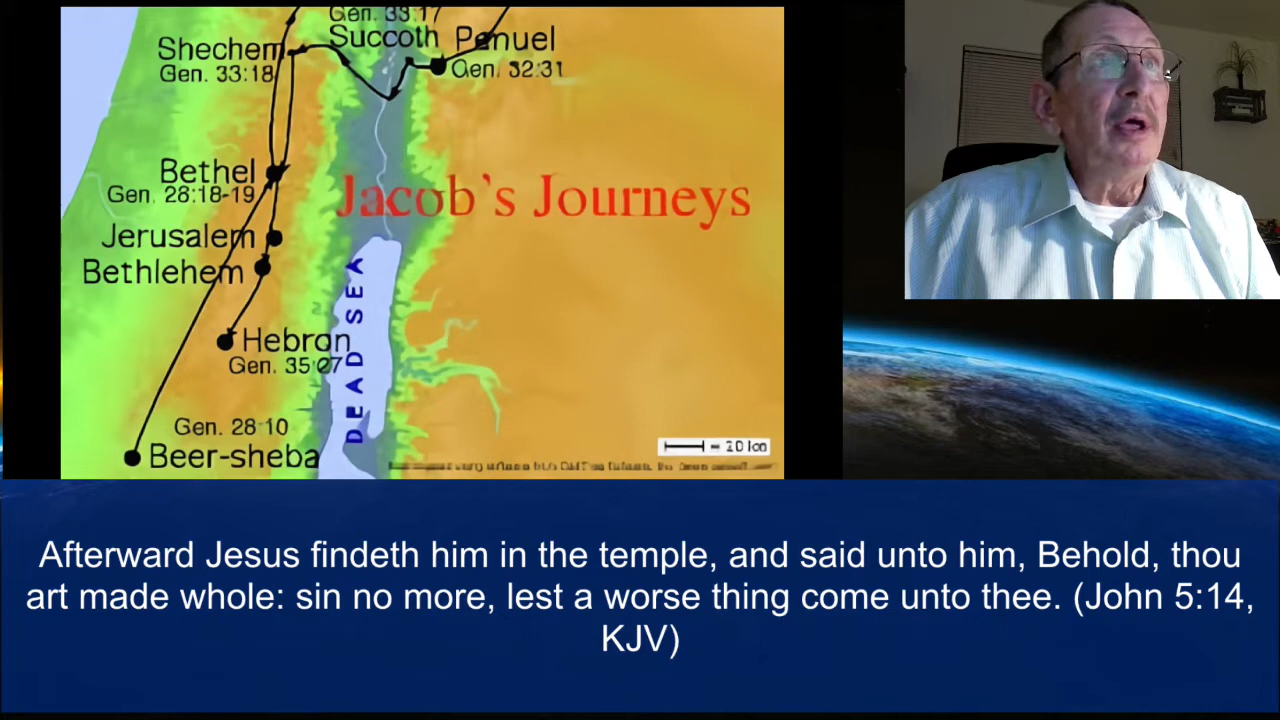 Gen. 33:17
Succoth
Penuel
Gen. 32:31
Shechem
Gen. 33:18
Bethel
Gen. 28:18-19
Jacob's Journeys
Jerusalem
Bethlehem
DEAD SEA
Hebron
Gen. 35:27
Gen. 28:10
Beer-sheba
= 20 km
Afterward Jesus findeth him in the temple, and said unto him, Behold, thou
art made whole: sin no more, lest a worse thing come unto thee. (John 5:14,
KJV)